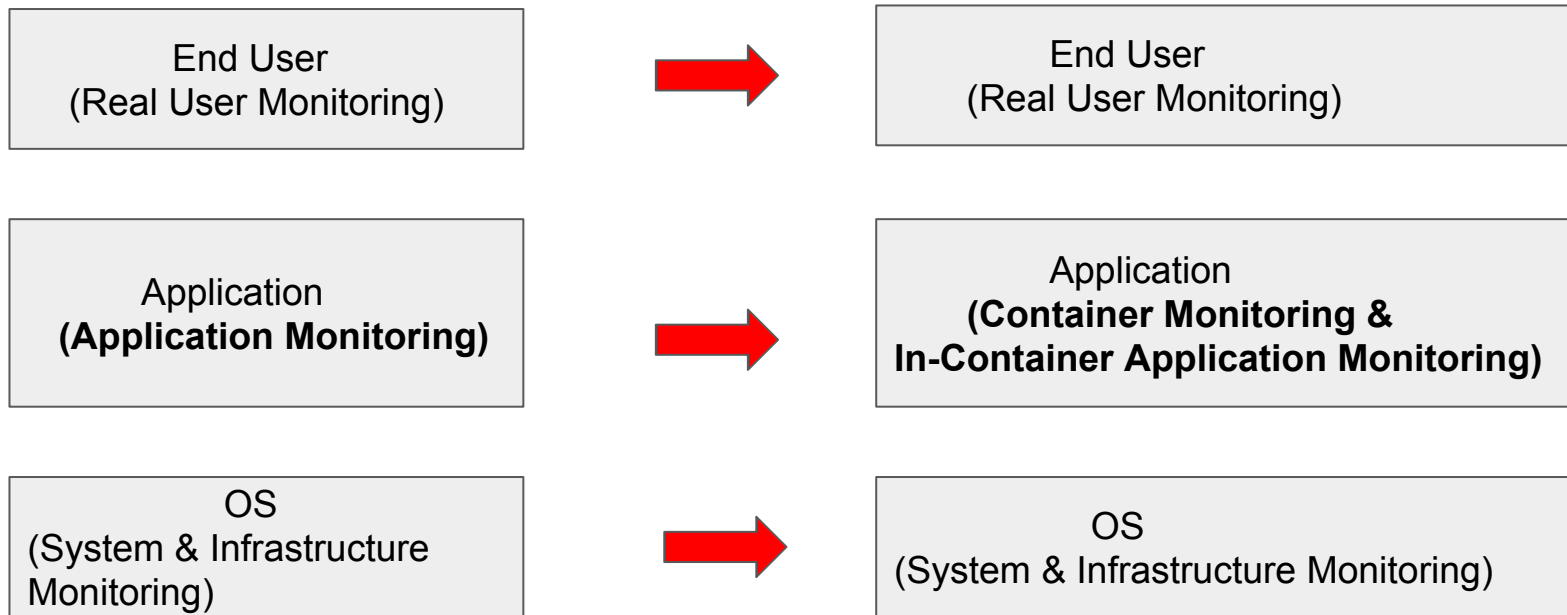 End User
(Real User Monitoring)
End User
(Real User Monitoring)
Application
(Application Monitoring)
Application
(Container Monitoring &
In-Container Application Monitoring)
OS
(System & Infrastructure
Monitoring)
OS
(System & Infrastructure Monitoring)